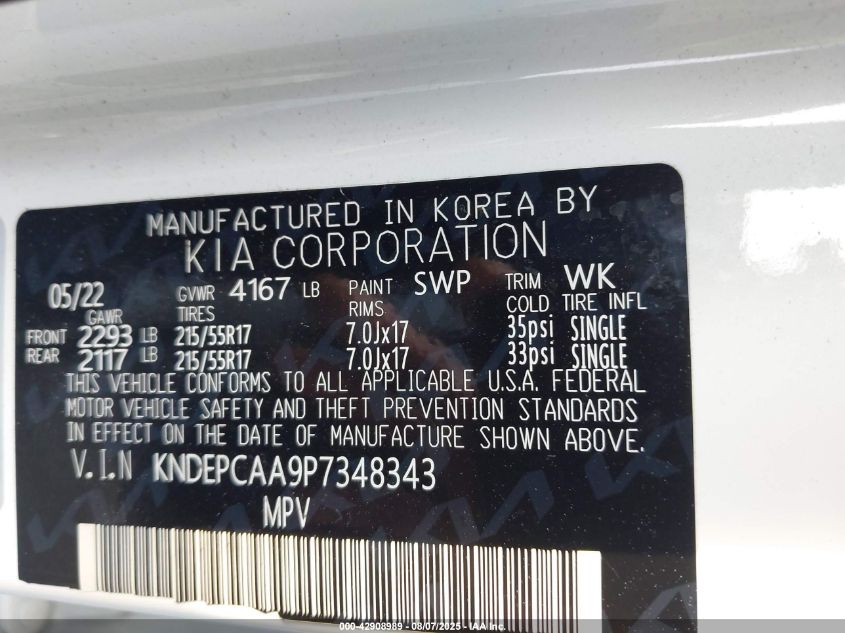 MANUFACTURED IN KOREA BY
KIA CORPORATION
05/22 GVWR 4167 LB PAINT SWP TRIM WK
GAWR TIRES RIMS COLD TIRE INFL
FRONT 2293 LB 215/55R17 7.0Jx17 35psi SINGLE
REAR 2117 LB 215/55R17 7.0Jx17 33psi SINGLE
THIS VEHICLE CONFORMS TO ALL APPLICABLE U.S.A. FEDERAL
MOTOR VEHICLE SAFETY AND THEFT PREVENTION STANDARDS
IN EFFECT ON THE DATE OF MANUFACTURE SHOWN ABOVE.
V.I.N KNDEPCAA9P7348343
MPV
000-42908989 - 08/07/2025 - IAA Inc.